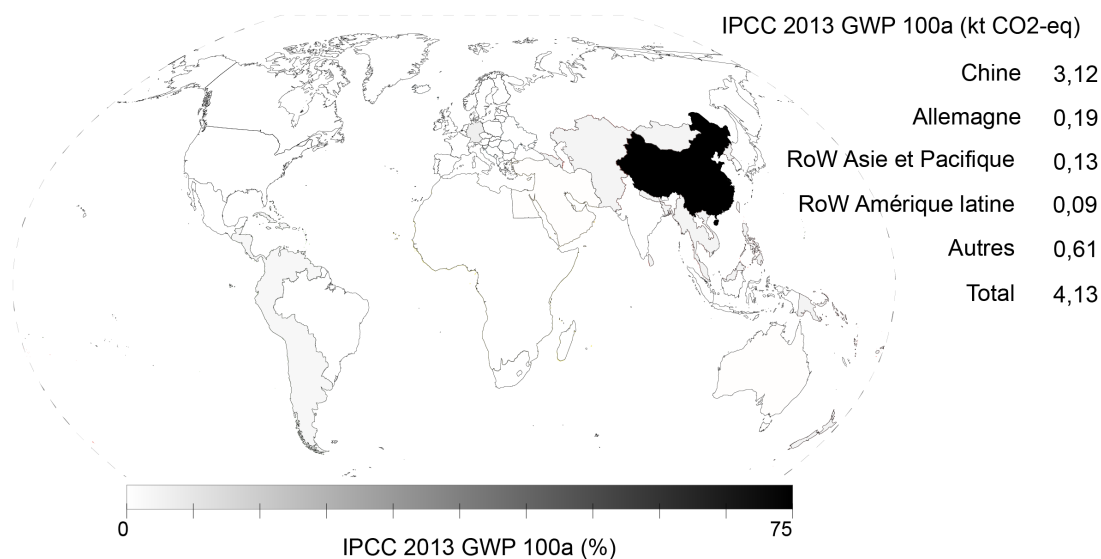 IPCC 2013 GWP 100a (kt CO2-eq)
Chine 3,12
Allemagne 0,19
RoW Asie et Pacifique 0,13
RoW Amérique latine 0,09
Autres 0,61
Total 4,13
0 75
IPCC 2013 GWP 100a (%)